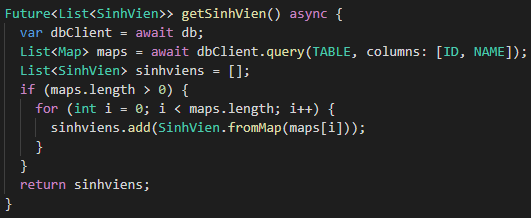 Future<List<SinhVien>> getSinhVien() async {
  var dbClient = await db;
  List<Map> maps = await dbClient.query(TABLE, columns: [ID, NAME]);
  List<SinhVien> sinhviens = [];
  if (maps.length > 0) {
    for (int i = 0; i < maps.length; i++) {
      sinhviens.add(SinhVien.fromMap(maps[i]));
    }
  }
  return sinhviens;
}